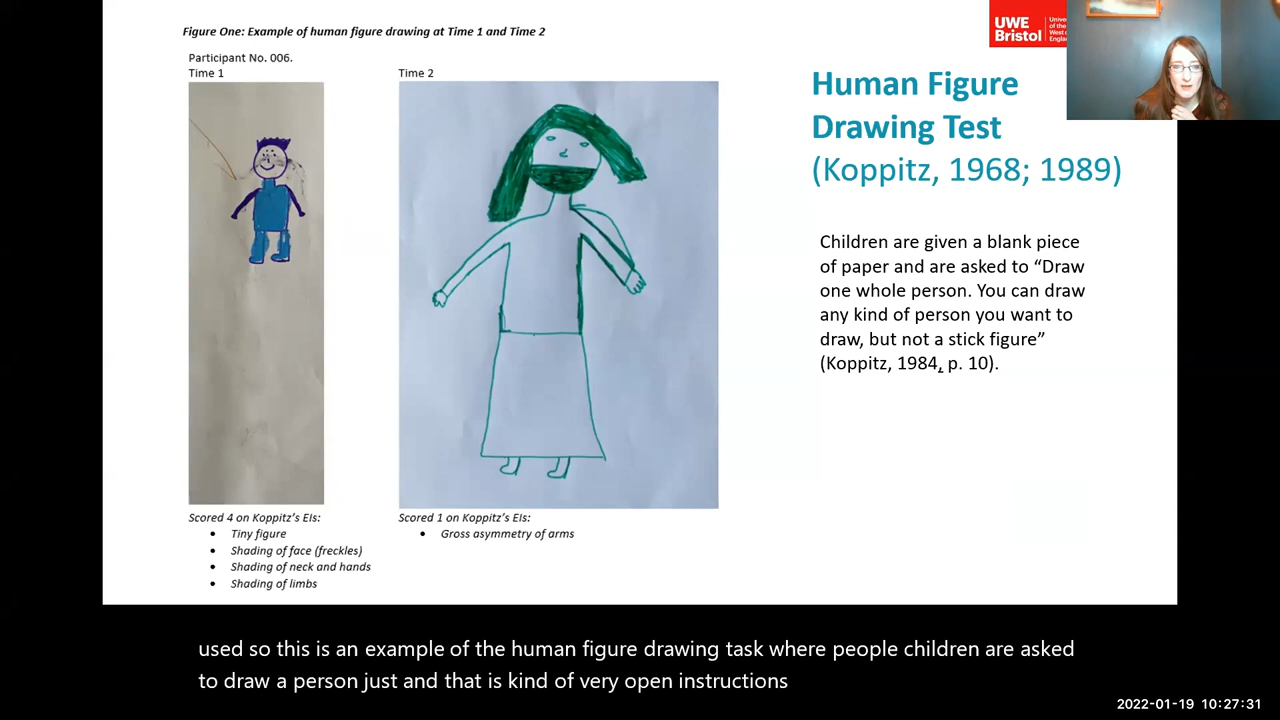 Figure One: Example of human figure drawing at Time 1 and Time 2
Participant No. 006.
Time 1
Time 2
Scored 4 on Koppitz's EIs:
• Tiny figure
• Shading of face (freckles)
• Shading of neck and hands
• Shading of limbs
Scored 1 on Koppitz's EIs:
• Gross asymmetry of arms
UWE
Bristol
of the
Human Figure
Drawing Test
(Koppitz, 1968; 1989)
Children are given a blank piece
of paper and are asked to “Draw
one whole person. You can draw
any kind of person you want to
draw, but not a stick figure”
(Koppitz, 1984, p. 10).
used so this is an example of the human figure drawing task where people children are asked
to draw a person just and that is kind of very open instructions
2022-01-19 10:27:31